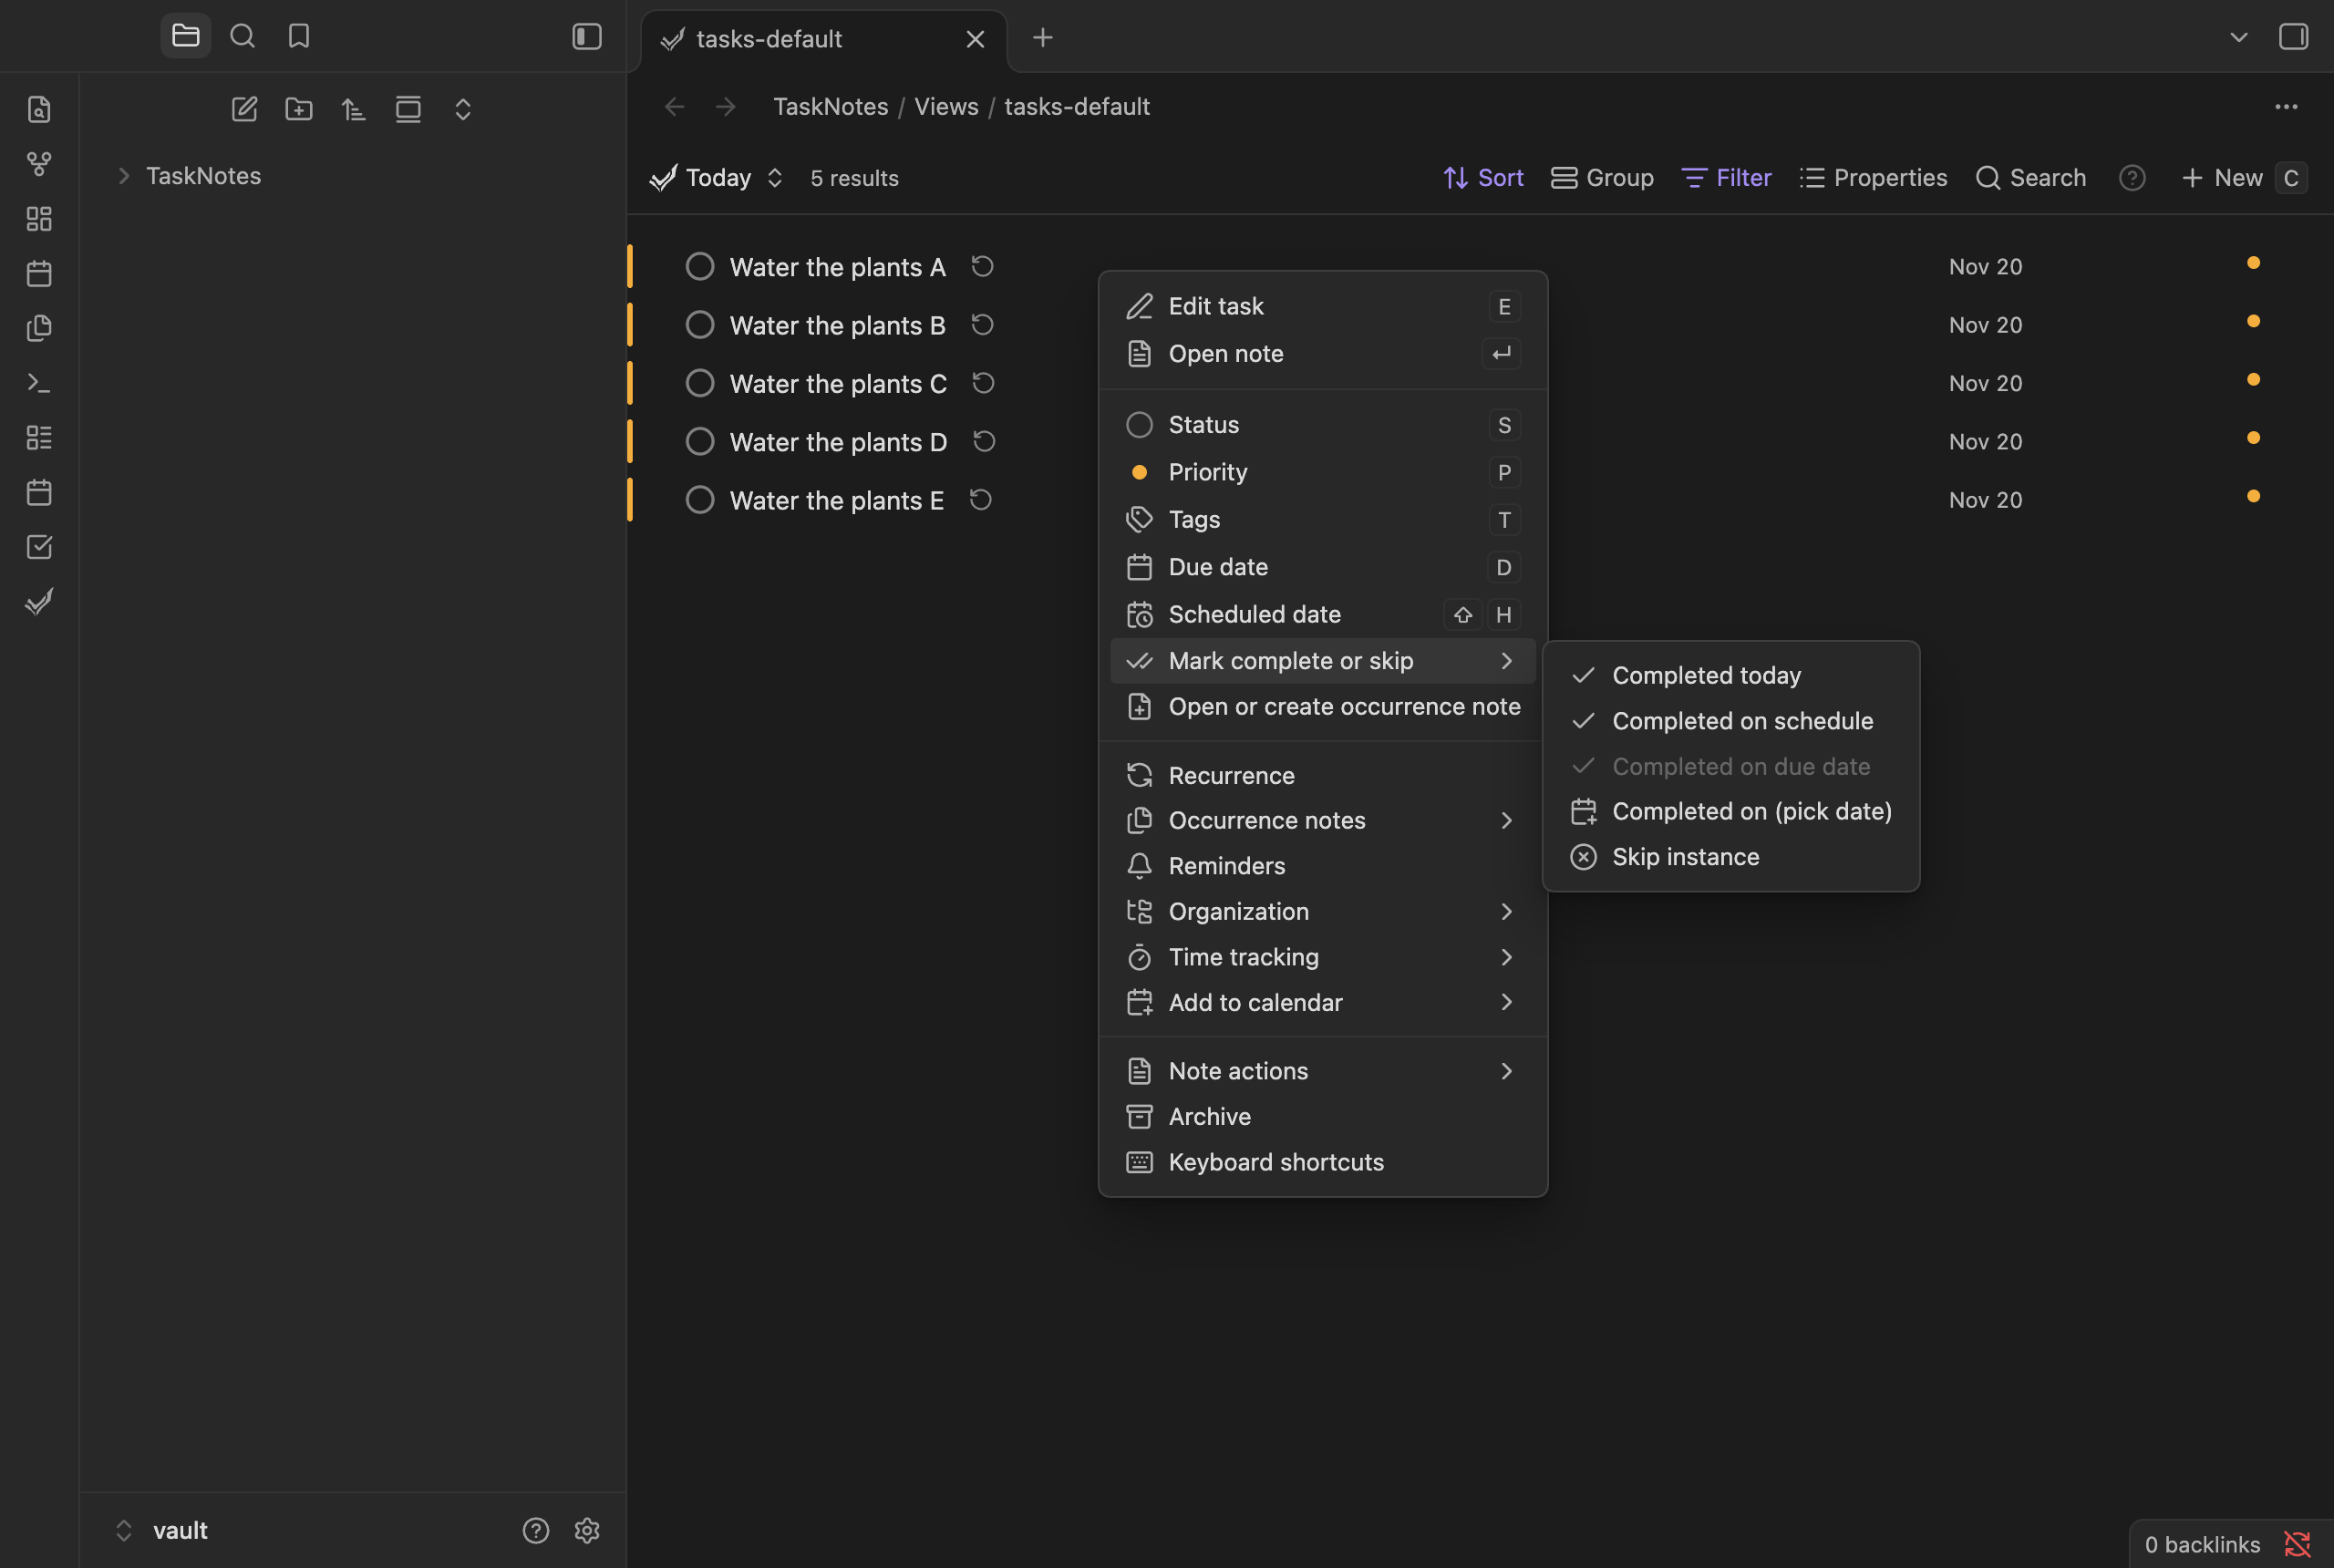 tasks-default
TaskNotes / Views / tasks-default
TaskNotes
Today 5 results Sort Group Filter Properties Search New C
Water the plants A Nov 20
Water the plants B Nov 20
Water the plants C Nov 20
Water the plants D Nov 20
Water the plants E Nov 20
Edit task E
Open note
Status S
Priority P
Tags T
Due date D
Scheduled date H
Mark complete or skip
Open or create occurrence note
Recurrence
Occurrence notes
Reminders
Organization
Time tracking
Add to calendar
Note actions
Archive
Keyboard shortcuts
Completed today
Completed on schedule
Completed on due date
Completed on (pick date)
Skip instance
vault
0 backlinks